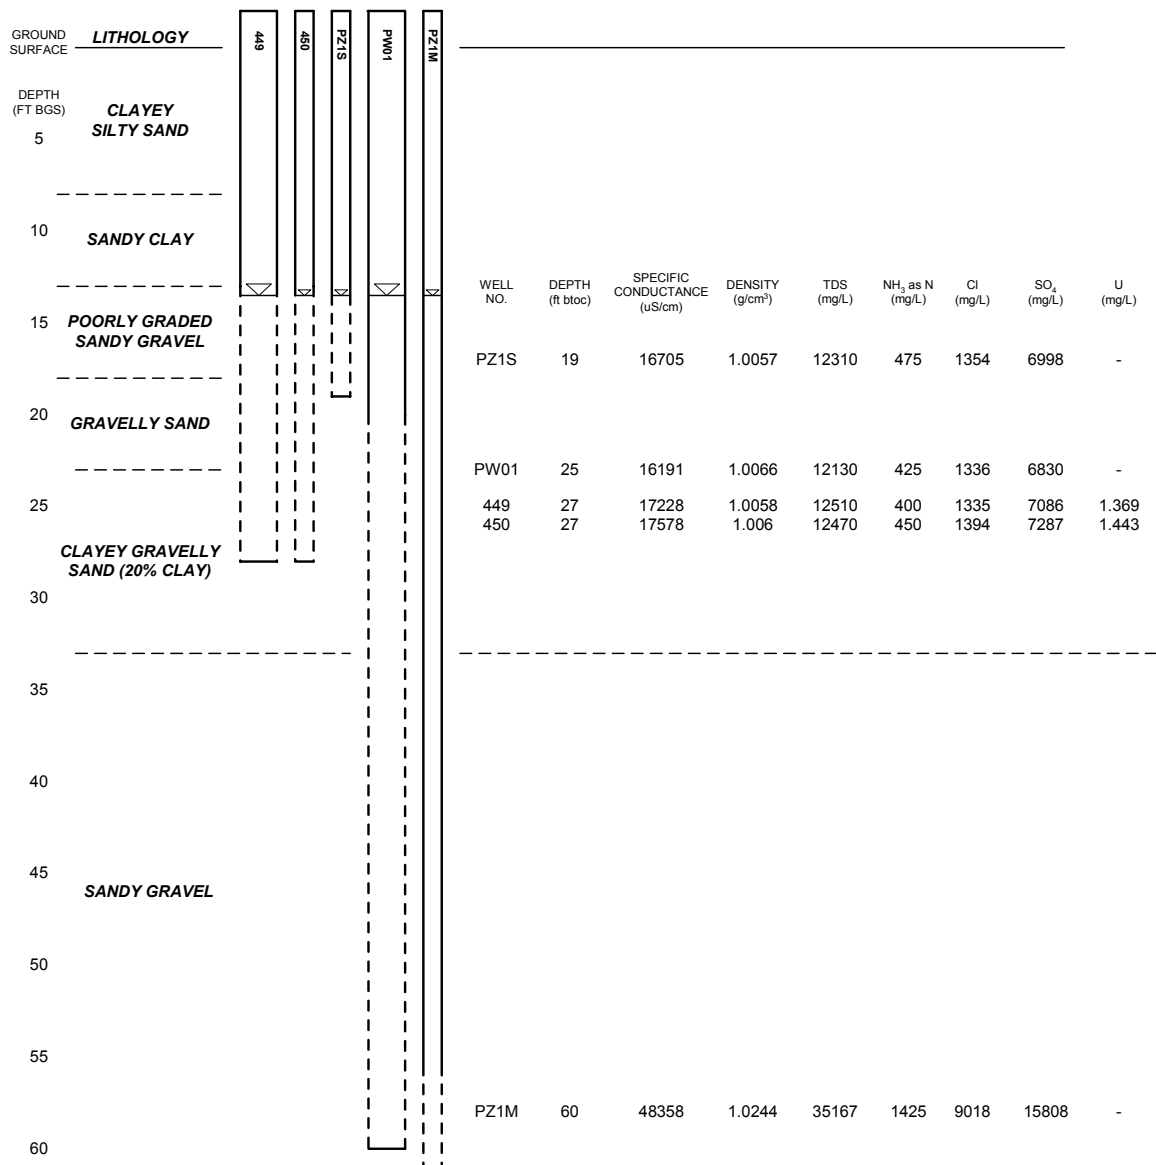 GROUND
SURFACE
LITHOLOGY
449
450
PZ1S
PW01
PZ1M
DEPTH
(FT BGS)
CLAYEY
SILTY SAND
5
10
SANDY CLAY
WELL NO. DEPTH (ft btoc) SPECIFIC CONDUCTANCE (uS/cm) DENSITY (g/cm³) TDS (mg/L) NH₃ as N (mg/L) Cl (mg/L) SO₄ (mg/L) U (mg/L)
15
POORLY GRADED
SANDY GRAVEL
PZ1S 19 16705 1.0057 12310 475 1354 6998 -
20
GRAVELLY SAND
PW01 25 16191 1.0066 12130 425 1336 6830 -
25
449 27 17228 1.0058 12510 400 1335 7086 1.369
450 27 17578 1.006 12470 450 1394 7287 1.443
CLAYEY GRAVELLY
SAND (20% CLAY)
30
35
40
45
SANDY GRAVEL
50
55
PZ1M 60 48358 1.0244 35167 1425 9018 15808 -
60